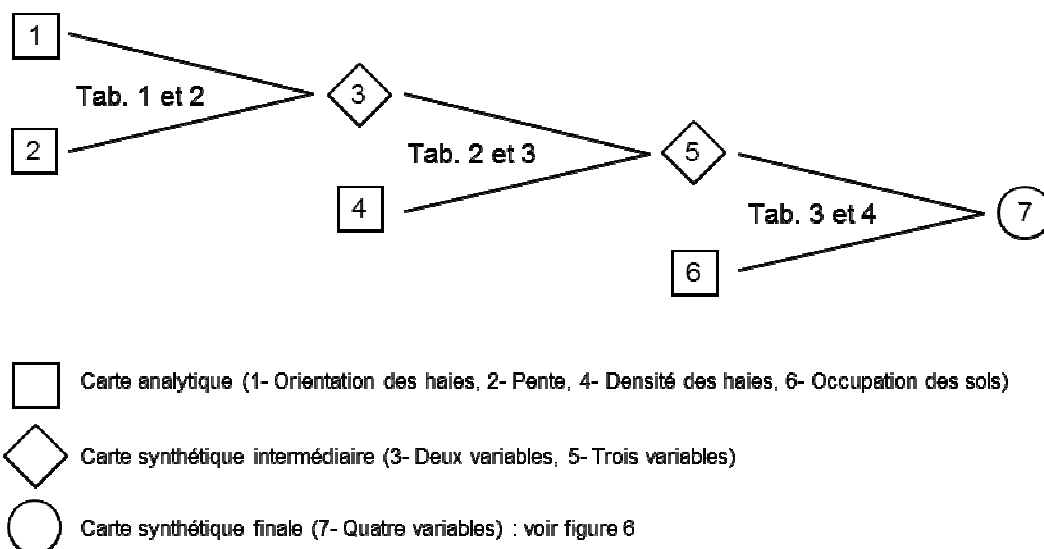 1
Tab. 1 et 2
2
3
Tab. 2 et 3
4
5
Tab. 3 et 4
6
7
Carte analytique (1- Orientation des haies, 2- Pente, 4- Densité des haies, 6- Occupation des sols)
Carte synthétique intermédiaire (3- Deux variables, 5- Trois variables)
Carte synthétique finale (7- Quatre variables) : voir figure 6